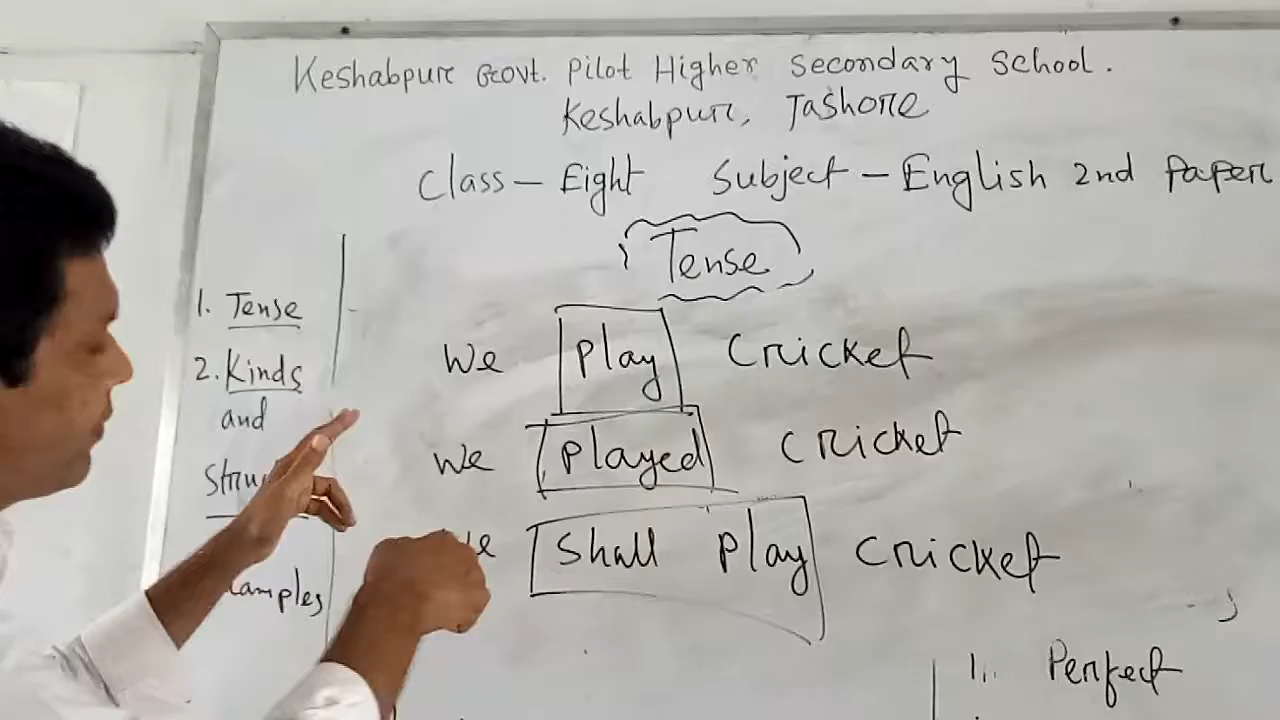 Keshabpur Govt. Pilot Higher Secondary School.
Keshabpur, Jashore
Class - Eight Subject - English 2nd Paper
Tense
1. Tense
2. Kinds
and
We play cricket
We played cricket
shall play cricket
1. Perfect